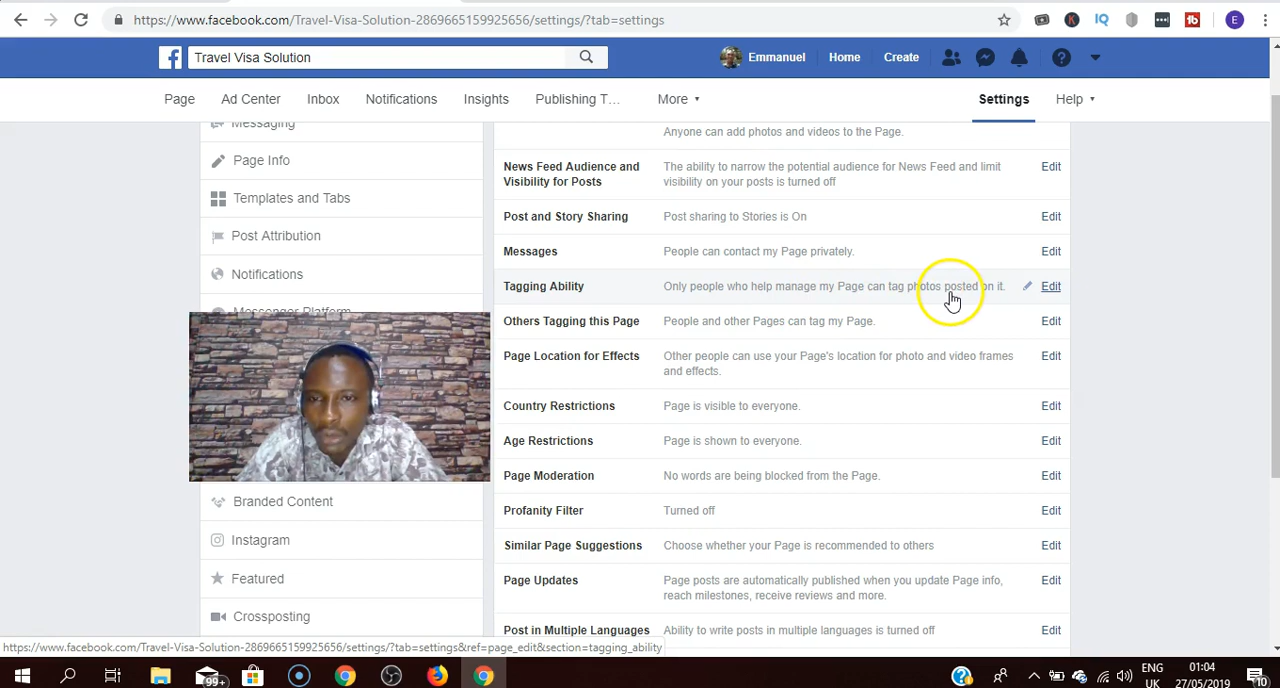 https://www.facebook.com/Travel-Visa-Solution-2869665159925656/settings/?tab=settings
Travel Visa Solution
Emmanuel
Home
Create
Page
Ad Center
Inbox
Notifications
Insights
Publishing T…
More
Settings
Help
Messaging
Page Info
Templates and Tabs
Post Attribution
Notifications
Messenger Platform
Branded Content
Instagram
Featured
Crossposting
Anyone can add photos and videos to the Page.
News Feed Audience and
Visibility for Posts
The ability to narrow the potential audience for News Feed and limit
visibility on your posts is turned off
Edit
Post and Story Sharing
Post sharing to Stories is On
Edit
Messages
People can contact my Page privately.
Edit
Tagging Ability
Only people who help manage my Page can tag photos posted on it.
Edit
Others Tagging this Page
People and other Pages can tag my Page.
Edit
Page Location for Effects
Other people can use your Page's location for photo and video frames
and effects.
Edit
Country Restrictions
Page is visible to everyone.
Edit
Age Restrictions
Page is shown to everyone.
Edit
Page Moderation
No words are being blocked from the Page.
Edit
Profanity Filter
Turned off
Edit
Similar Page Suggestions
Choose whether your Page is recommended to others
Edit
Page Updates
Page posts are automatically published when you update Page info,
reach milestones, receive reviews and more.
Edit
Post in Multiple Languages
Ability to write posts in multiple languages is turned off
Edit
https://www.facebook.com/Travel-Visa-Solution-2869665159925656/settings/?tab=settings&ref=page_edit&section=tagging_ability
99+
ENG
UK
01:04
27/05/2019
10
K
IQ
tb
E